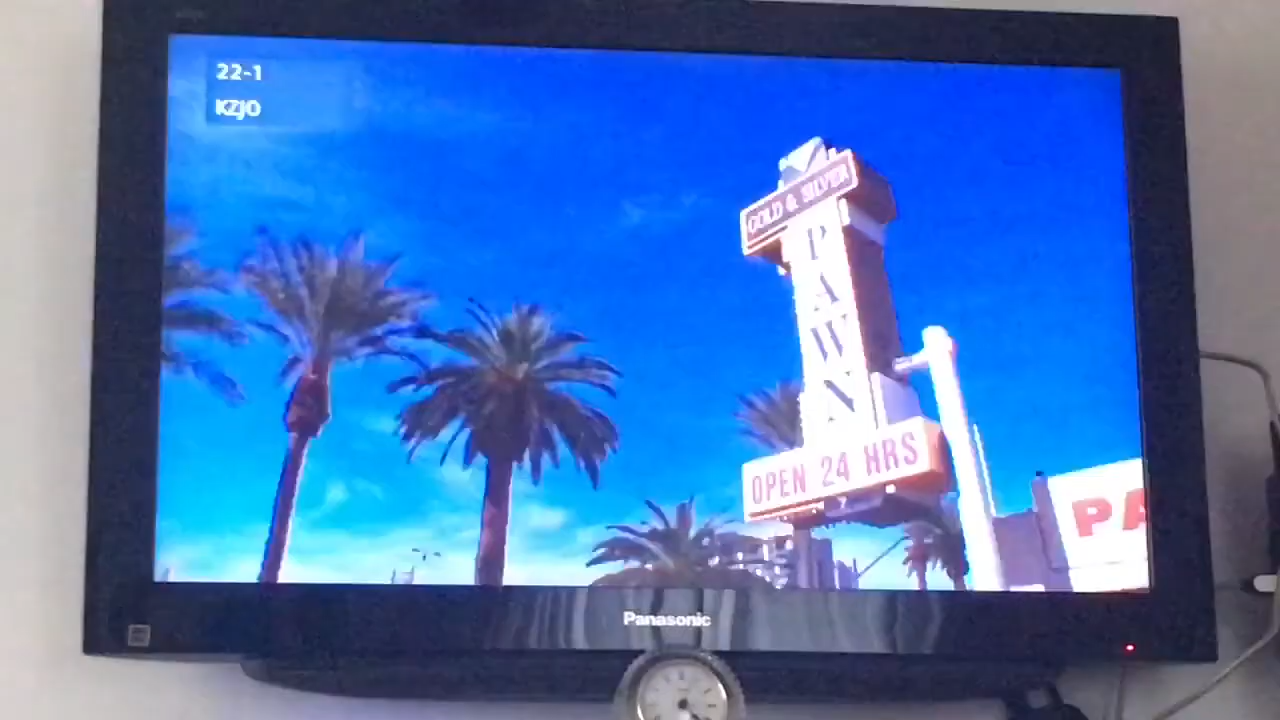 22-1
KZJO
GOLD & SILVER
PAWN
OPEN 24 HRS
PA
Panasonic